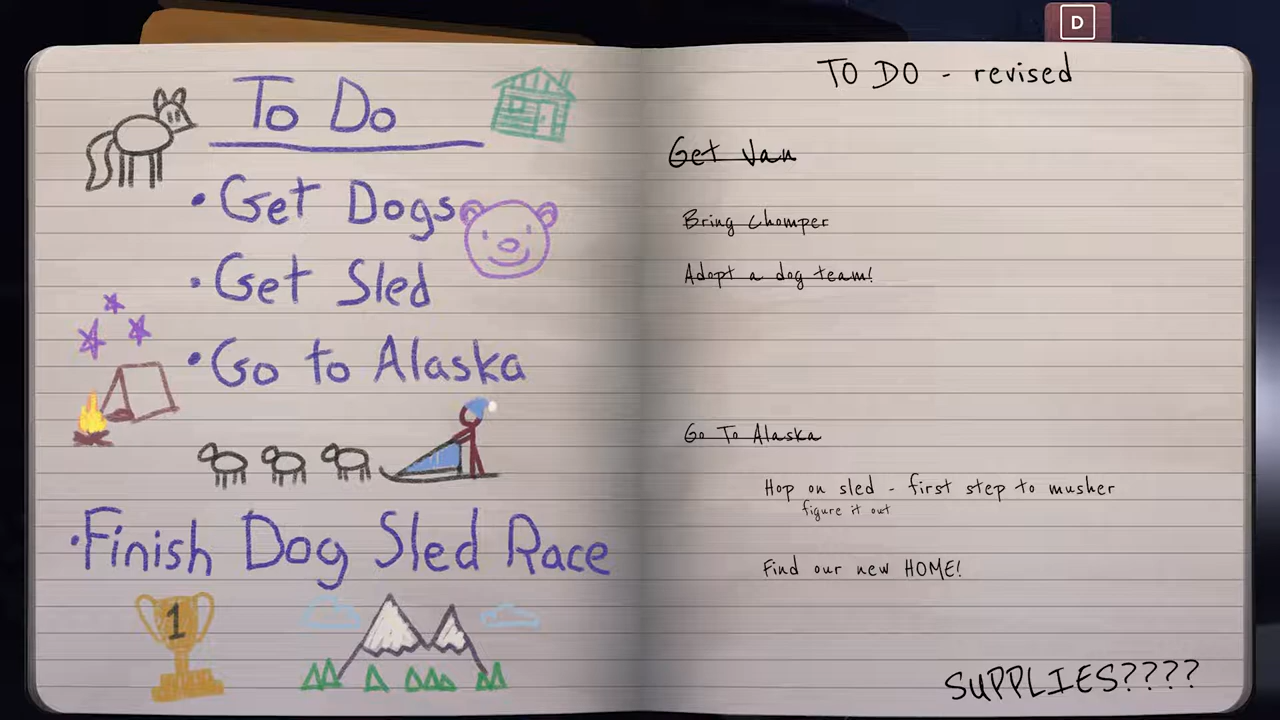 To Do
• Get Dogs
• Get Sled
• Go to Alaska
• Finish Dog Sled Race
1
D
TO DO - revised
Get Van
Bring Chomper
Adopt a dog team!
Go To Alaska
Hop on sled - first step to musher
figure it out
Find our new HOME!
SUPPLIES????